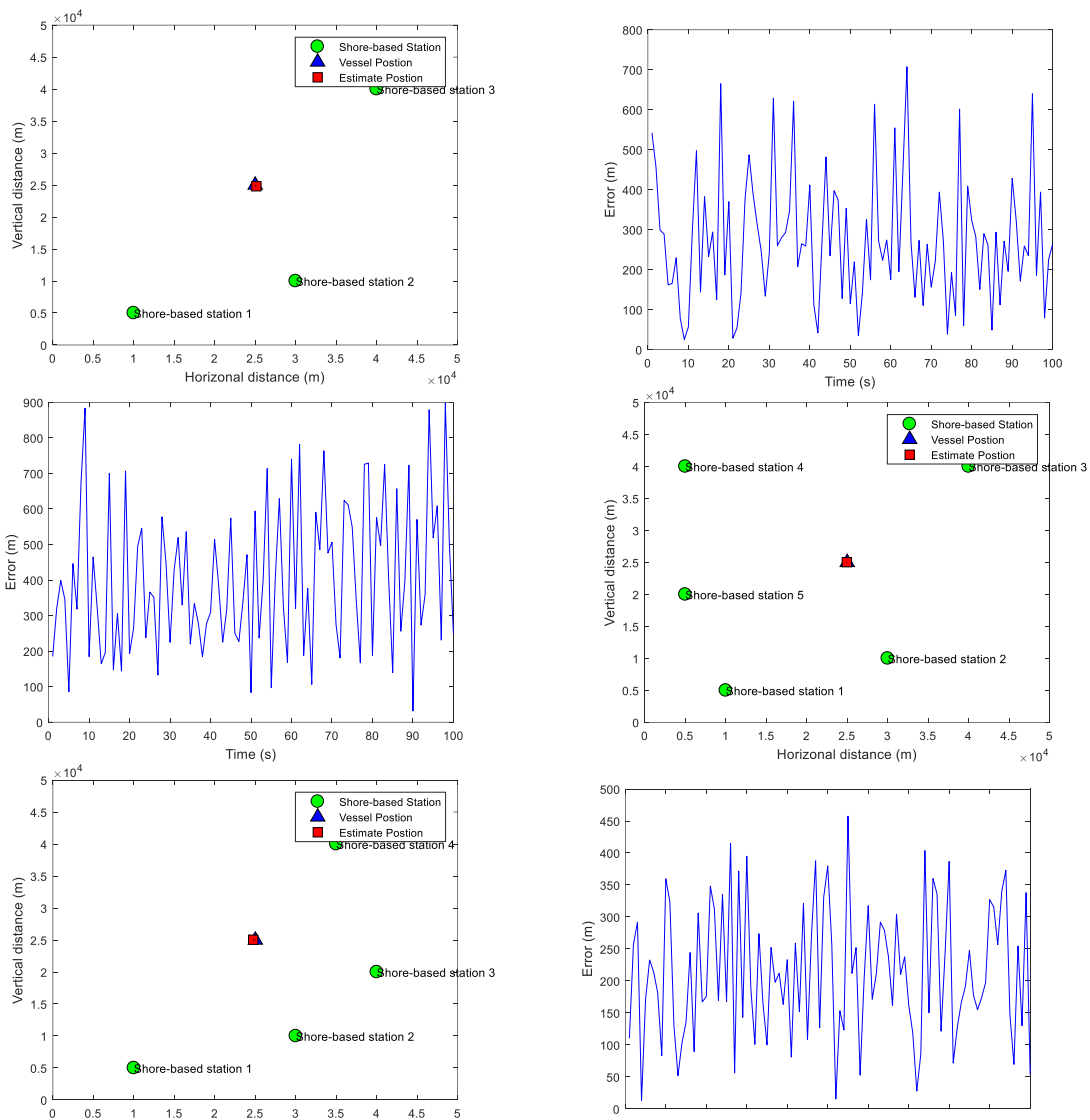 ×10⁴
5
4.5
4
3.5
3
2.5
2
1.5
1
0.5
0
Vertical distance (m)
Shore-based Station
Vessel Postion
Estimate Postion
Shore-based station 3
Shore-based station 2
Shore-based station 1
0 0.5 1 1.5 2 2.5 3 3.5 4 4.5 5
Horizonal distance (m)
×10⁴
800
700
600
500
400
300
200
100
0
Error (m)
0 10 20 30 40 50 60 70 80 90 100
Time (s)
900
800
700
600
500
400
300
200
100
0
Error (m)
0 10 20 30 40 50 60 70 80 90 100
Time (s)
×10⁴
5
4.5
4
3.5
3
2.5
2
1.5
1
0.5
0
Vertical distance (m)
Shore-based Station
Vessel Postion
Estimate Postion
Shore-based station 4
Shore-based station 3
Shore-based station 5
Shore-based station 2
Shore-based station 1
0 0.5 1 1.5 2 2.5 3 3.5 4 4.5 5
Horizonal distance (m)
×10⁴
×10⁴
5
4.5
4
3.5
3
2.5
2
1.5
1
0.5
0
Vertical distance (m)
Shore-based Station
Vessel Postion
Estimate Postion
Shore-based station 4
Shore-based station 3
Shore-based station 2
Shore-based station 1
0 0.5 1 1.5 2 2.5 3 3.5 4 4.5 5
500
450
400
350
300
250
200
150
100
50
0
Error (m)